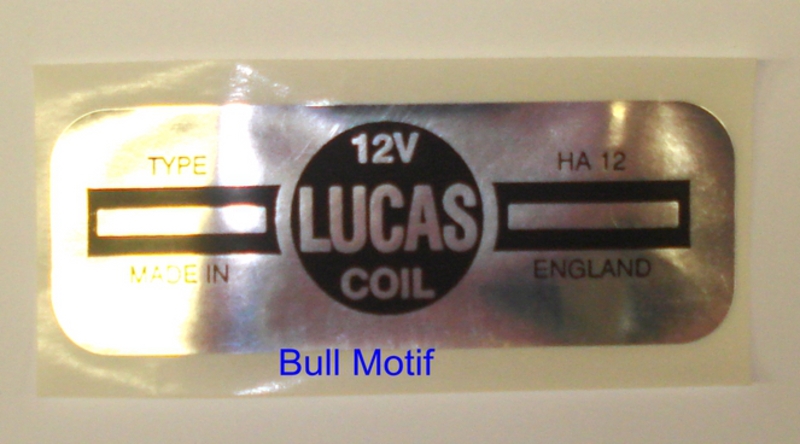 12V
TYPE HA 12
LUCAS
MADE IN ENGLAND
COIL
Bull Motif